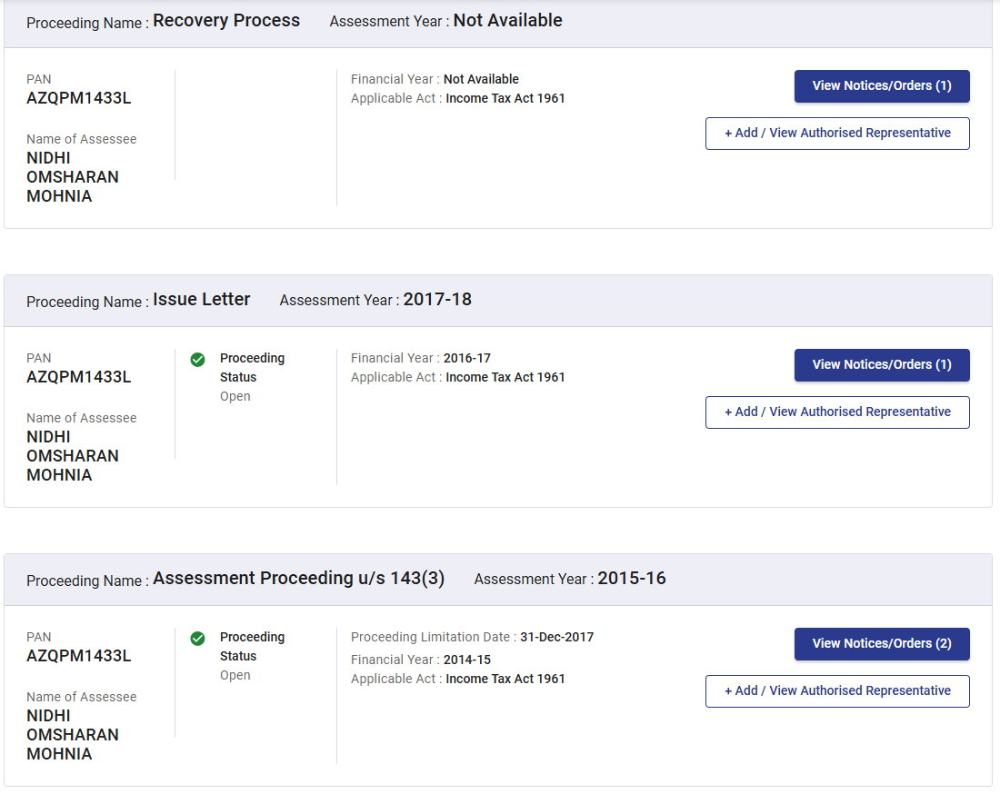 Proceeding Name : Recovery Process Assessment Year : Not Available
PAN
AZQPM1433L
Name of Assessee
NIDHI
OMSHARAN
MOHNIA
Financial Year : Not Available
Applicable Act : Income Tax Act 1961
View Notices/Orders (1)
+ Add / View Authorised Representative
Proceeding Name : Issue Letter Assessment Year : 2017-18
PAN
AZQPM1433L
Name of Assessee
NIDHI
OMSHARAN
MOHNIA
Proceeding
Status
Open
Financial Year : 2016-17
Applicable Act : Income Tax Act 1961
View Notices/Orders (1)
+ Add / View Authorised Representative
Proceeding Name : Assessment Proceeding u/s 143(3) Assessment Year : 2015-16
PAN
AZQPM1433L
Name of Assessee
NIDHI
OMSHARAN
MOHNIA
Proceeding
Status
Open
Proceeding Limitation Date : 31-Dec-2017
Financial Year : 2014-15
Applicable Act : Income Tax Act 1961
View Notices/Orders (2)
+ Add / View Authorised Representative